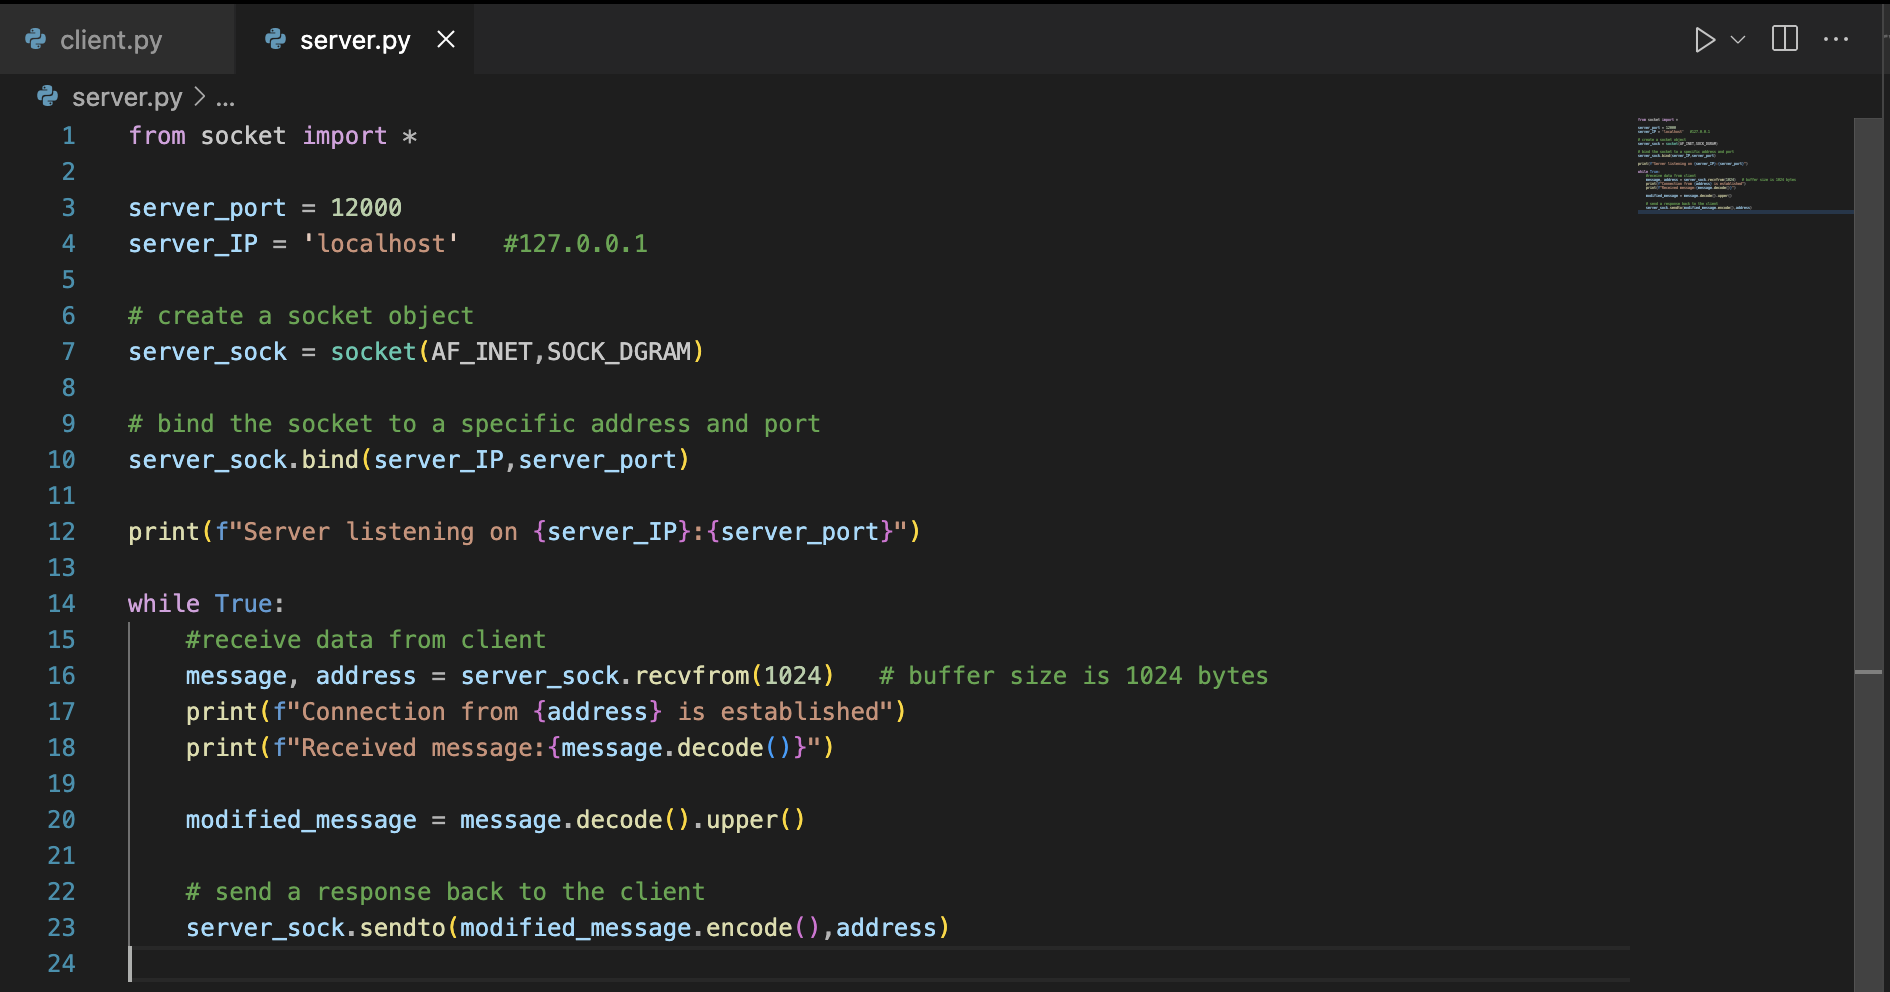 client.py
server.py
server.py > ...
1 from socket import *
2
3 server_port = 12000
4 server_IP = 'localhost'   #127.0.0.1
5
6 # create a socket object
7 server_sock = socket(AF_INET,SOCK_DGRAM)
8
9 # bind the socket to a specific address and port
10 server_sock.bind(server_IP,server_port)
11
12 print(f"Server listening on {server_IP}:{server_port}")
13
14 while True:
15     #receive data from client
16     message, address = server_sock.recvfrom(1024)   # buffer size is 1024 bytes
17     print(f"Connection from {address} is established")
18     print(f"Received message:{message.decode()}")
19
20     modified_message = message.decode().upper()
21
22     # send a response back to the client
23     server_sock.sendto(modified_message.encode(),address)
24